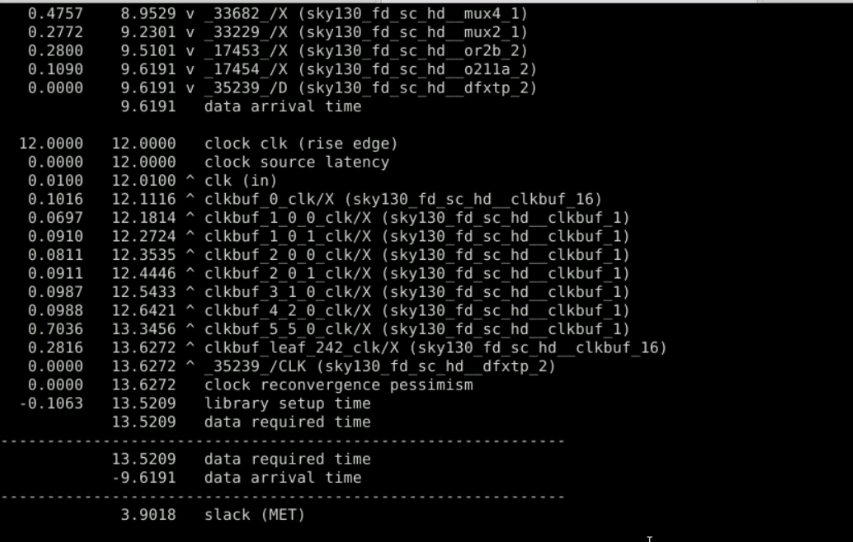 0.4757 8.9529 v _33682_/X (sky130_fd_sc_hd__mux4_1)
0.2772 9.2301 v _33229_/X (sky130_fd_sc_hd__mux2_1)
0.2800 9.5101 v _17453_/X (sky130_fd_sc_hd__or2b_2)
0.1090 9.6191 v _17454_/X (sky130_fd_sc_hd__o211a_2)
0.0000 9.6191 v _35239_/D (sky130_fd_sc_hd__dfxtp_2)
9.6191 data arrival time
12.0000 12.0000 clock clk (rise edge)
0.0000 12.0000 clock source latency
0.0100 12.0100 ^ clk (in)
0.1016 12.1116 ^ clkbuf_0_clk/X (sky130_fd_sc_hd__clkbuf_16)
0.0697 12.1814 ^ clkbuf_1_0_0_clk/X (sky130_fd_sc_hd__clkbuf_1)
0.0910 12.2724 ^ clkbuf_1_0_1_clk/X (sky130_fd_sc_hd__clkbuf_1)
0.0811 12.3535 ^ clkbuf_2_0_0_clk/X (sky130_fd_sc_hd__clkbuf_1)
0.0911 12.4446 ^ clkbuf_2_0_1_clk/X (sky130_fd_sc_hd__clkbuf_1)
0.0987 12.5433 ^ clkbuf_3_1_0_clk/X (sky130_fd_sc_hd__clkbuf_1)
0.0988 12.6421 ^ clkbuf_4_2_0_clk/X (sky130_fd_sc_hd__clkbuf_1)
0.7036 13.3456 ^ clkbuf_5_5_0_clk/X (sky130_fd_sc_hd__clkbuf_1)
0.2816 13.6272 ^ clkbuf_leaf_242_clk/X (sky130_fd_sc_hd__clkbuf_16)
0.0000 13.6272 ^ _35239_/CLK (sky130_fd_sc_hd__dfxtp_2)
0.0000 13.6272 clock reconvergence pessimism
-0.1063 13.5209 library setup time
13.5209 data required time
-------------------------------------------------------------
13.5209 data required time
-9.6191 data arrival time
-------------------------------------------------------------
3.9018 slack (MET)